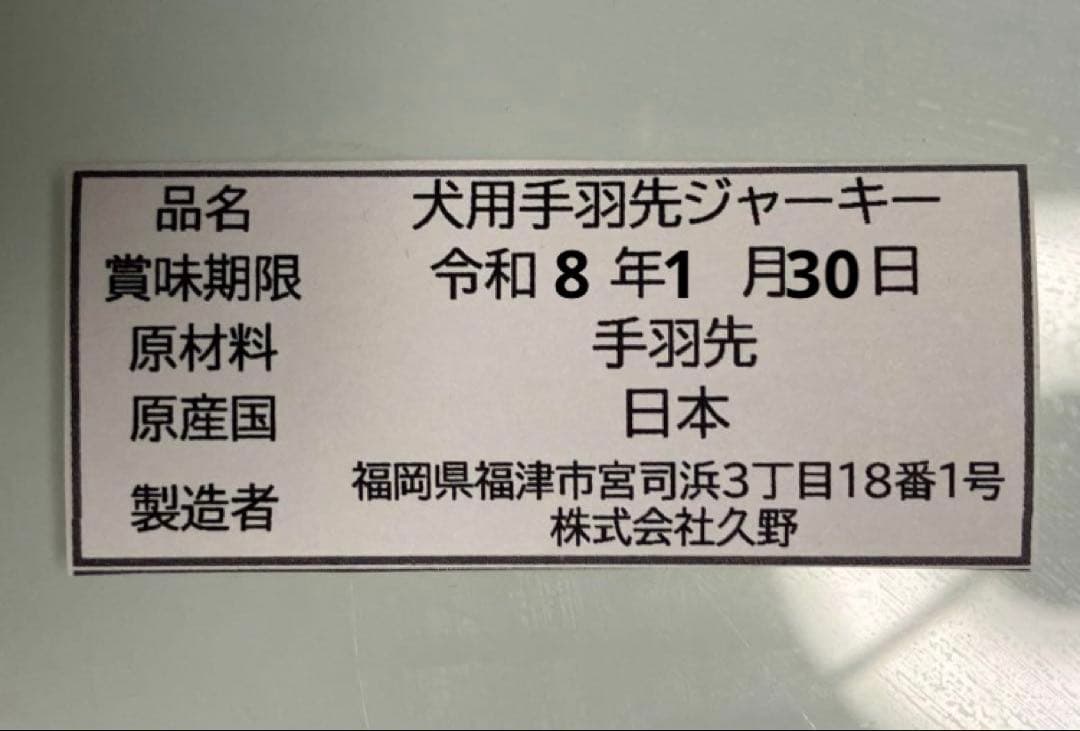 品名 犬用手羽先ジャーキー
賞味期限 令和 8 年1 月30日
原材料 手羽先
原産国 日本
製造者 福岡県福津市宮司浜3丁目18番1号
株式会社久野